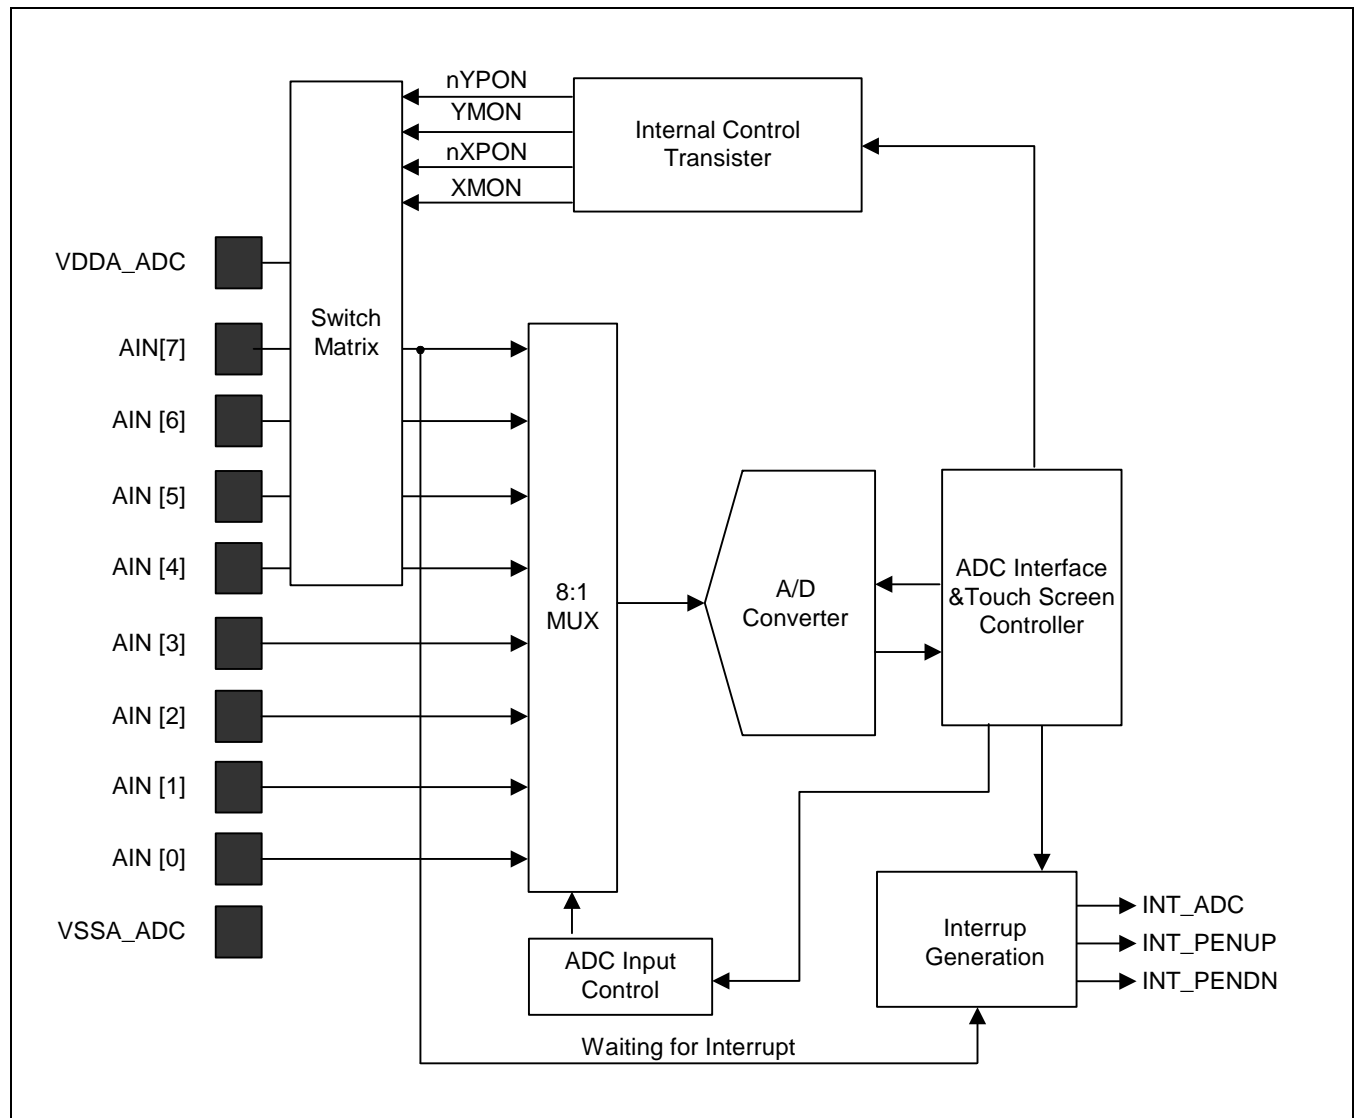 nYPON
YMON
nXPON
XMON
Internal Control
Transister
VDDA_ADC
AIN[7]
AIN [6]
AIN [5]
AIN [4]
AIN [3]
AIN [2]
AIN [1]
AIN [0]
VSSA_ADC
Switch
Matrix
8:1
MUX
A/D
Converter
ADC Interface
&Touch Screen
Controller
ADC Input
Control
Interrup
Generation
INT_ADC
INT_PENUP
INT_PENDN
Waiting for Interrupt